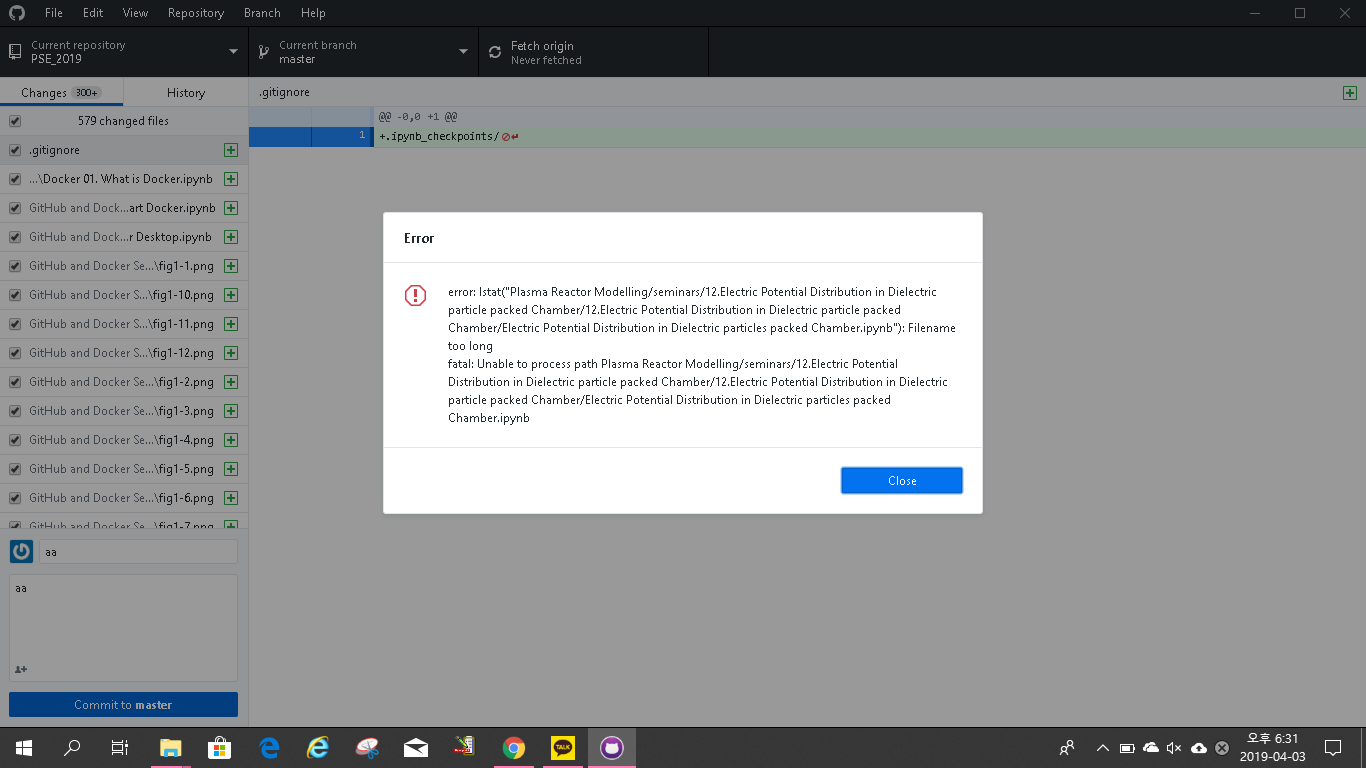 File Edit View Repository Branch Help
Current repository
PSE_2019
Current branch
master
Fetch origin
Never fetched
Changes 300+
History
.gitignore
579 changed files
@@ -0,0 +1 @@
1 +.ipynb_checkpoints/
.gitignore
...\Docker 01. What is Docker.ipynb
GitHub and Dock...art Docker.ipynb
GitHub and Dock...r Desktop.ipynb
GitHub and Docker Se...\fig1-1.png
GitHub and Docker S...\fig1-10.png
GitHub and Docker S...\fig1-11.png
GitHub and Docker S...\fig1-12.png
GitHub and Docker Se...\fig1-2.png
GitHub and Docker Se...\fig1-3.png
GitHub and Docker Se...\fig1-4.png
GitHub and Docker Se...\fig1-5.png
GitHub and Docker Se...\fig1-6.png
GitHub and Docker Se...\fig1-7.png
aa
aa
Commit to master
Error
error: lstat("Plasma Reactor Modelling/seminars/12.Electric Potential Distribution in Dielectric
particle packed Chamber/12.Electric Potential Distribution in Dielectric particle packed
Chamber/Electric Potential Distribution in Dielectric particles packed Chamber.ipynb"): Filename
too long
fatal: Unable to process path Plasma Reactor Modelling/seminars/12.Electric Potential
Distribution in Dielectric particle packed Chamber/12.Electric Potential Distribution in Dielectric
particle packed Chamber/Electric Potential Distribution in Dielectric particles packed
Chamber.ipynb
Close
TALK
오후 6:31
2019-04-03